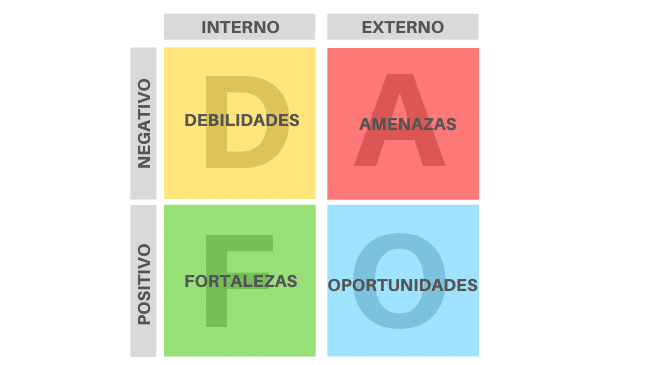 INTERNO
EXTERNO
NEGATIVO
D
DEBILIDADES
A
AMENAZAS
POSITIVO
F
FORTALEZAS
O
OPORTUNIDADES